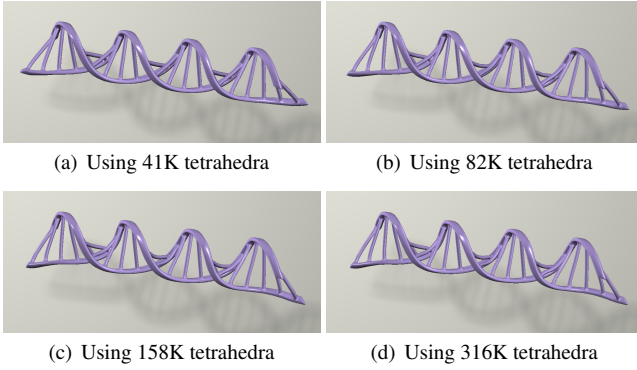 (a) Using 41K tetrahedra
(b) Using 82K tetrahedra
(c) Using 158K tetrahedra
(d) Using 316K tetrahedra